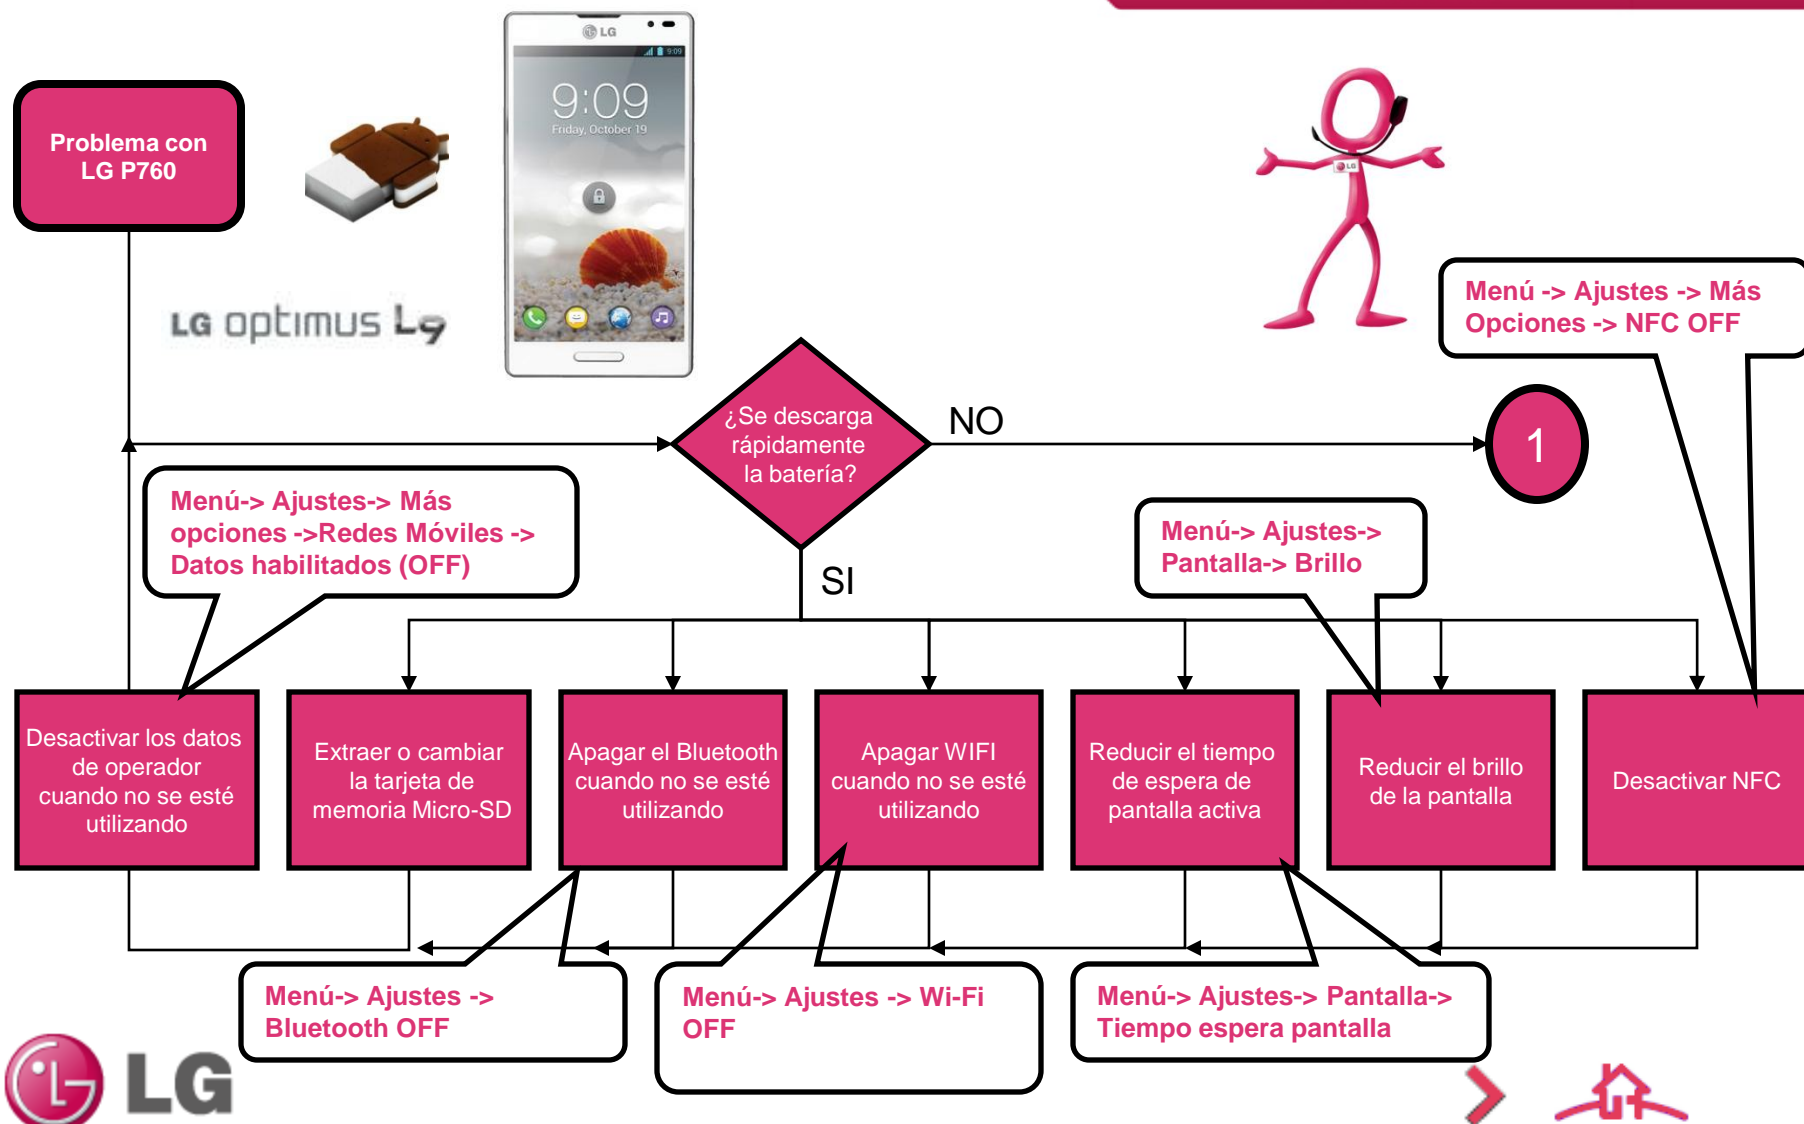 Problema con
LG P760
LG
9:09
9:09
Friday, October 19
LG optimus L9
LG
Menú -> Ajustes -> Más
Opciones -> NFC OFF
¿Se descarga
rápidamente
la batería?
NO
1
SI
Menú-> Ajustes-> Más
opciones ->Redes Móviles ->
Datos habilitados (OFF)
Menú-> Ajustes->
Pantalla-> Brillo
Desactivar los datos
de operador
cuando no se esté
utilizando
Extraer o cambiar
la tarjeta de
memoria Micro-SD
Apagar el Bluetooth
cuando no se esté
utilizando
Apagar WIFI
cuando no se esté
utilizando
Reducir el tiempo
de espera de
pantalla activa
Reducir el brillo
de la pantalla
Desactivar NFC
Menú-> Ajustes ->
Bluetooth OFF
Menú-> Ajustes -> Wi-Fi
OFF
Menú-> Ajustes-> Pantalla->
Tiempo espera pantalla
LG